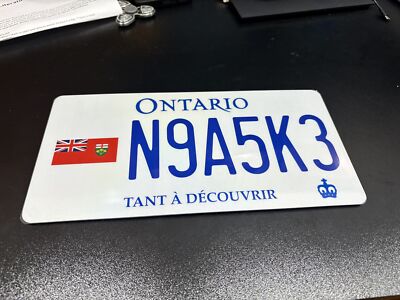 ONTARIO
N9A5K3
TANT À DÉCOUVRIR